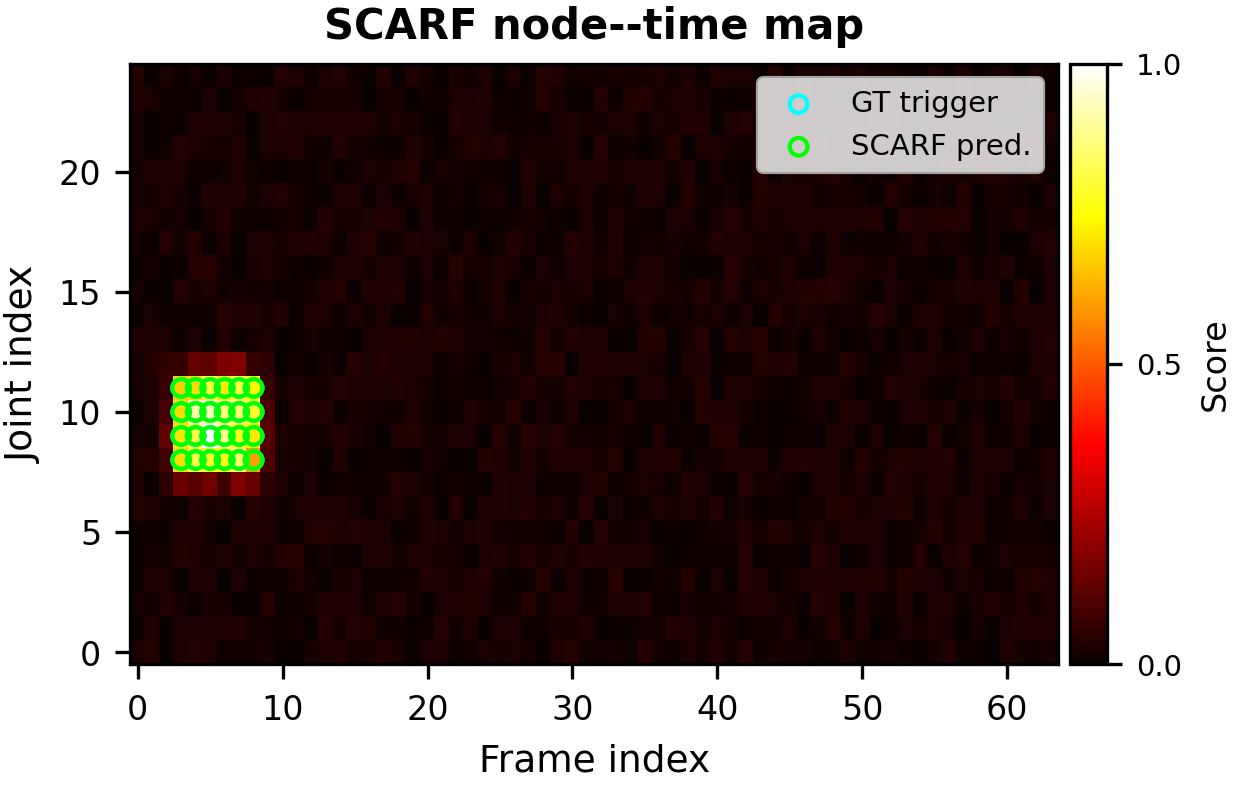 SCARF node--time map
GT trigger
SCARF pred.
Joint index
20
15
10
5
0
0 10 20 30 40 50 60
Frame index
1.0
0.5
0.0
Score